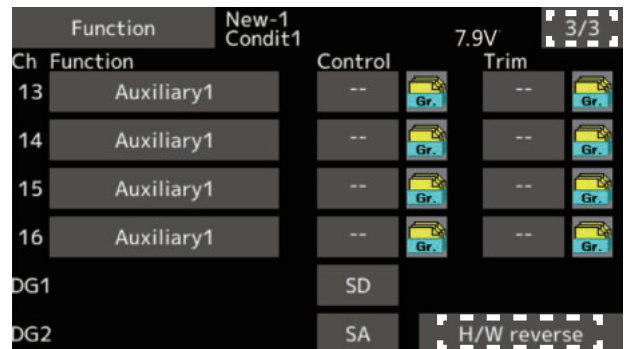 Function New-1 Condit1 7.9V 3/3
Ch Function Control Trim
13 Auxiliary1 -- Gr. -- Gr.
14 Auxiliary1 -- Gr. -- Gr.
15 Auxiliary1 -- Gr. -- Gr.
16 Auxiliary1 -- Gr. -- Gr.
DG1 SD
DG2 SA H/W reverse